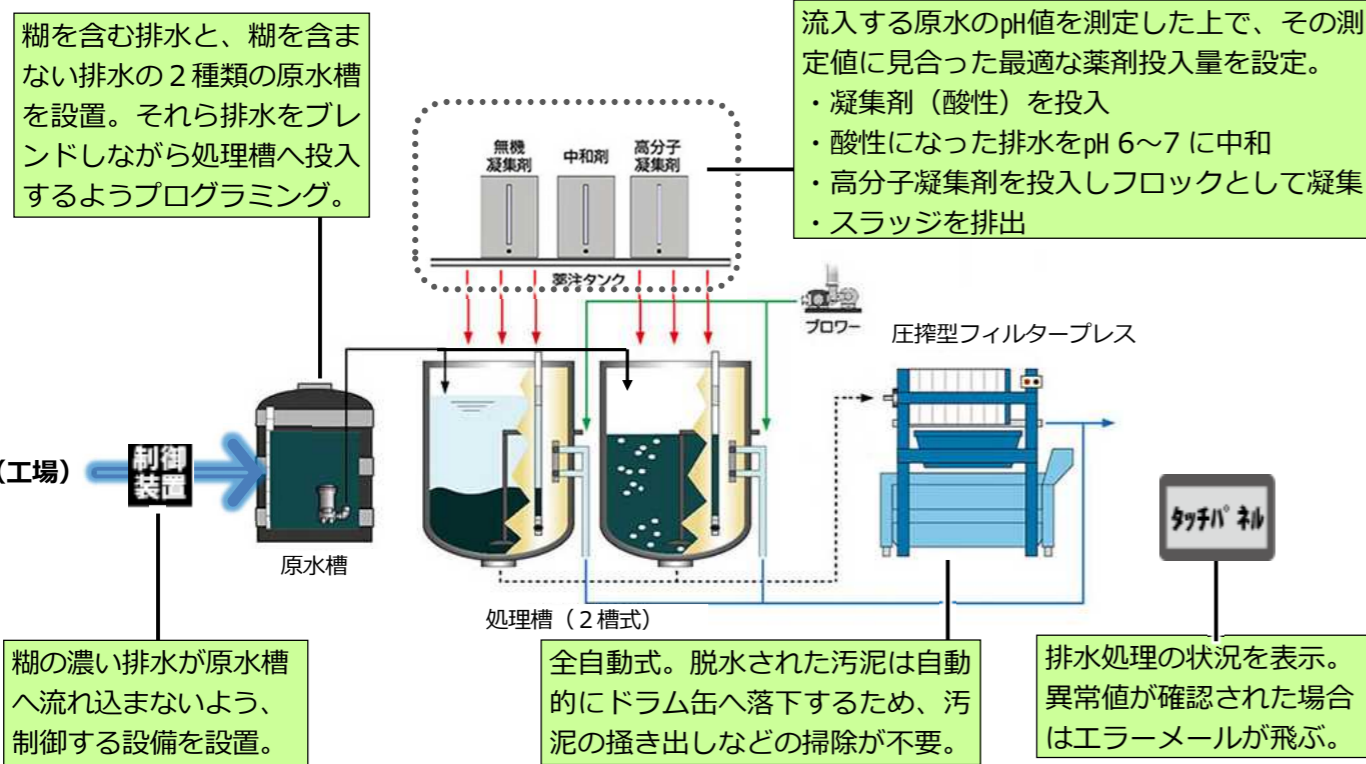 糊を含む排水と、糊を含ま
ない排水の２種類の原水槽
を設置。それら排水をブレ
ンドしながら処理槽へ投入
するようプログラミング。
流入する原水のpH値を測定した上で、その測
定値に見合った最適な薬剤投入量を設定。
・凝集剤（酸性）を投入
・酸性になった排水をpH 6～7 に中和
・高分子凝集剤を投入しフロックとして凝集
・スラッジを排出
無機
凝集剤
中和剤
高分子
凝集剤
薬注タンク
ブロワー
圧搾型フィルタープレス
（工場）
制御
装置
原水槽
処理槽（２槽式）
タッチパネル
糊の濃い排水が原水槽
へ流れ込まないよう、
制御する設備を設置。
全自動式。脱水された汚泥は自動
的にドラム缶へ落下するため、汚
泥の掻き出しなどの掃除が不要。
排水処理の状況を表示。
異常値が確認された場合
はエラーメールが飛ぶ。